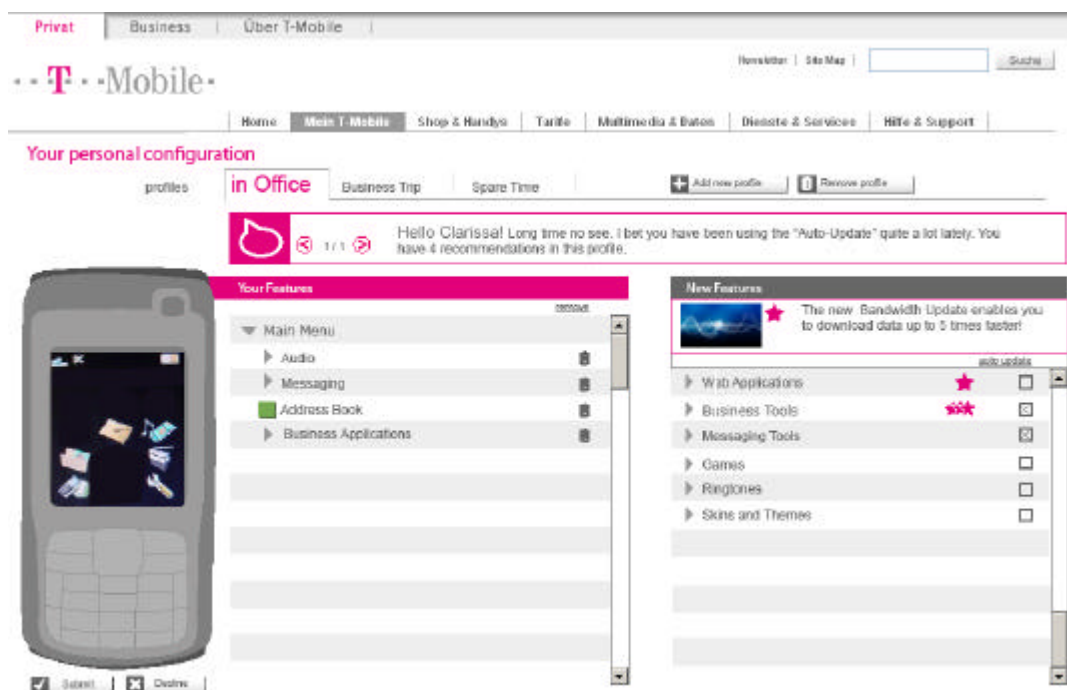 Privat Business Über T-Mobile
Newsletter Site Map Suche
T Mobile
Home Mein T-Mobile Shop & Handys Tarife Multimedia & Daten Dienste & Services Hilfe & Support
Your personal configuration
profiles in Office Business Trip Spare Time Add new profile Remove profile
1 / 1 Hello Clarissa! Long time no see. I bet you have been using the "Auto-Update" quite a lot lately. You
have 4 recommendations in this profile.
Your Features
remove
Main Menu
Audio
Messaging
Address Book
Business Applications
New Features
The new Bandwidth Update enables you
to download data up to 5 times faster!
auto update
Web Applications
Business Tools
Messaging Tools
Games
Ringtones
Skins and Themes
Submit Decline